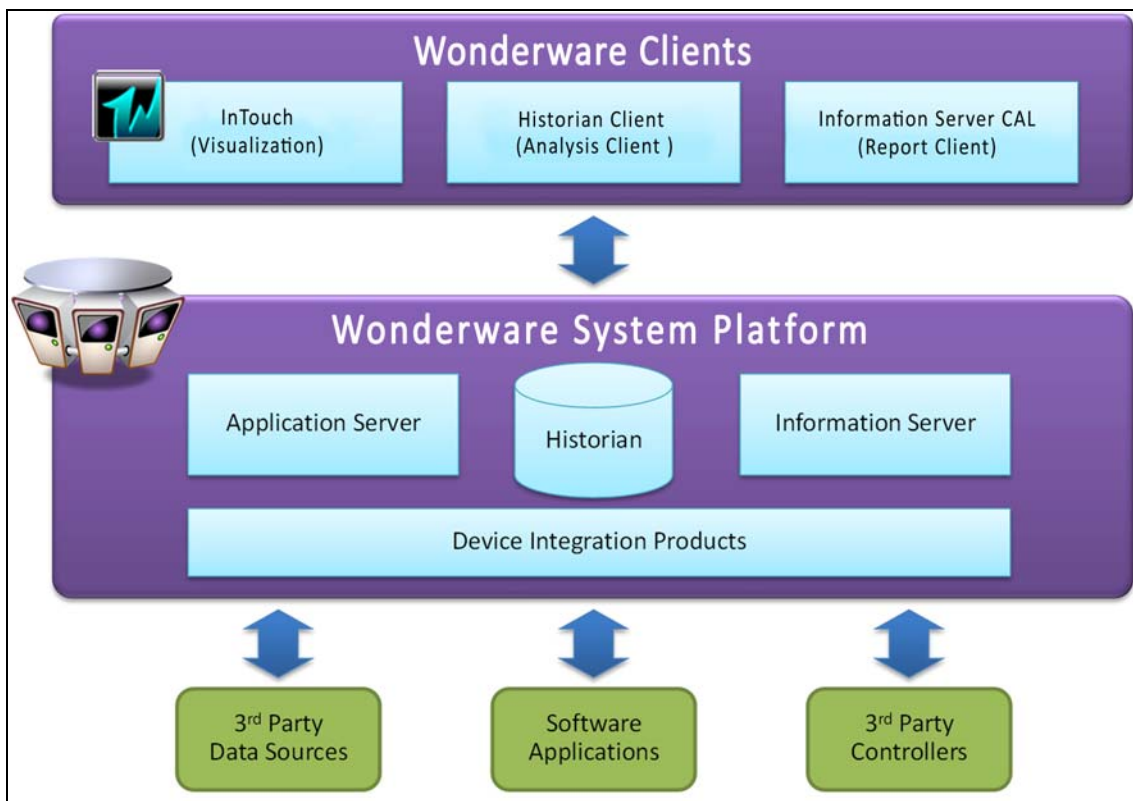 Wonderware Clients
InTouch
(Visualization)
Historian Client
(Analysis Client )
Information Server CAL
(Report Client)
Wonderware System Platform
Application Server
Historian
Information Server
Device Integration Products
3rd Party
Data Sources
Software
Applications
3rd Party
Controllers